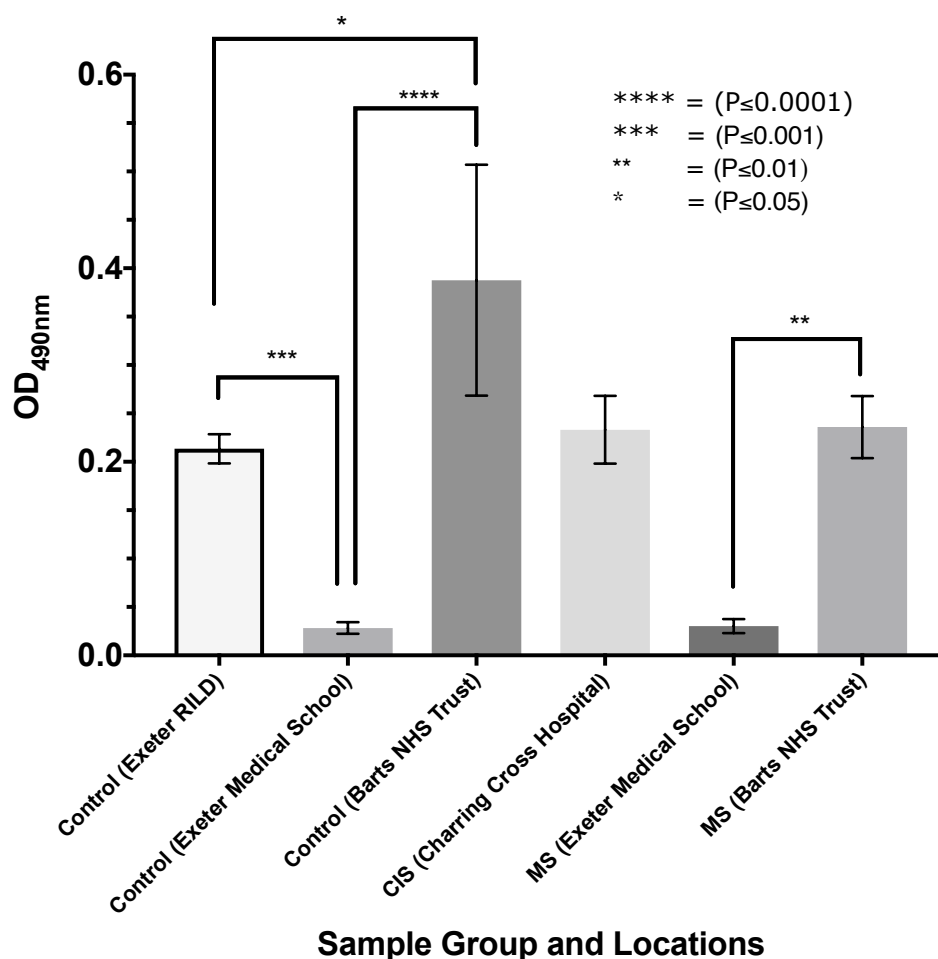 *
0.6
****
**** = (P≤0.0001)
*** = (P≤0.001)
** = (P≤0.01)
* = (P≤0.05)
0.4
**
***
OD490nm
0.2
0.0
Control (Exeter RILD)
Control (Exeter Medical School)
Control (Barts NHS Trust)
CIS (Charring Cross Hospital)
MS (Exeter Medical School)
MS (Barts NHS Trust)
Sample Group and Locations